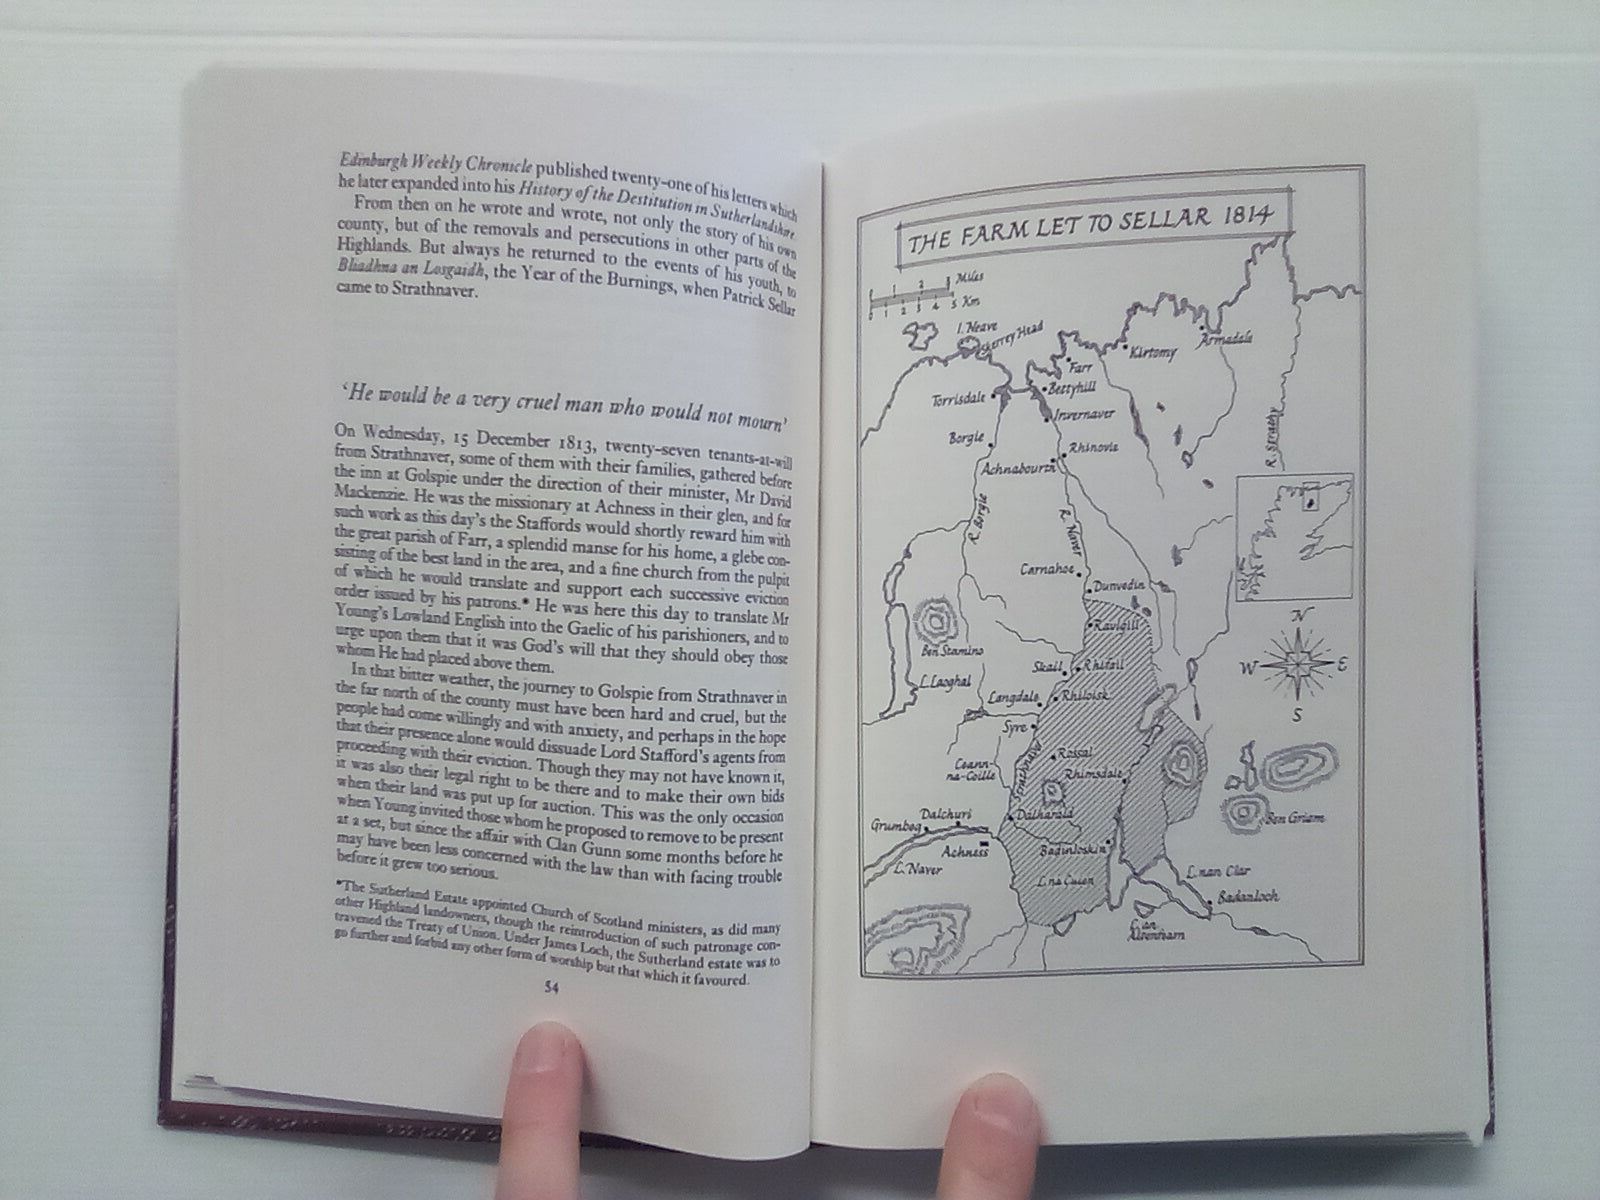 Edinburgh Weekly Chronicle published twenty-one of his letters which
he later expanded into his History of the Destitution in Sutherlandshire.
From then on he wrote and wrote, not only the story of his own
county, but of the removals and persecutions in other parts of the
Highlands. But always he returned to the events of his youth, to
Bliadhna an Losgaidh, the Year of the Burnings, when Patrick Sellar
came to Strathnaver.
‘He would be a very cruel man who would not mourn’
On Wednesday, 15 December 1813, twenty-seven tenants-at-will
from Strathnaver, some of them with their families, gathered before
the inn at Golspie under the direction of their minister, Mr David
Mackenzie. He was the missionary at Achness in their glen, and for
such work as this day's the Staffords would shortly reward him with
the great parish of Farr, a splendid manse for his home, a glebe con-
sisting of the best land in the area, and a fine church from the pulpit
of which he would translate and support each successive eviction
order issued by his patrons.* He was here this day to translate Mr
Young's Lowland English into the Gaelic of his parishioners, and to
urge upon them that it was God's will that they should obey those
whom He had placed above them.
In that bitter weather, the journey to Golspie from Strathnaver in
the far north of the county must have been hard and cruel, but the
people had come willingly and with anxiety, and perhaps in the hope
that their presence alone would dissuade Lord Stafford's agents from
proceeding with their eviction. Though they may not have known it,
it was also their legal right to be there and to make their own bids
when their land was put up for auction. This was the only occasion
when Young invited those whom he proposed to remove to be present
at a set, but since the affair with Clan Gunn some months before he
may have been less concerned with the law than with facing trouble
before it grew too serious.
*The Sutherland Estate appointed Church of Scotland ministers, as did many
other Highland landowners, though the reintroduction of such patronage con-
travened the Treaty of Union. Under James Loch, the Sutherland estate was to
go further and forbid any other form of worship but that which it favoured.
54
THE FARM LET TO SELLAR 1814
1 2 Miles
0 1 2 3 4 5 Km
I. Neave
Head
Armadale
Kirtomy
Farr
Bettyhill
Torrisdale
Invernaver
Borgie
Rhinovie
Achnabourin
R. Strathy
R. Borgie
R. Naver
Carnahoe
Dunvedin
Ravigill
N
Ben Stamino
Skail
Rhifail
W
E
L. Laoghal
Langdale
Rhiloisk
S
Syre
Rossal
Strathnaver
Ceann-
na-Coille
Rhimsdale
Dalchuri
Dalharald
Grumbeg
Ben Griam
Achness
Badinloskin
L. Naver
L. na Cuien
L. nan Clar
Badanloch